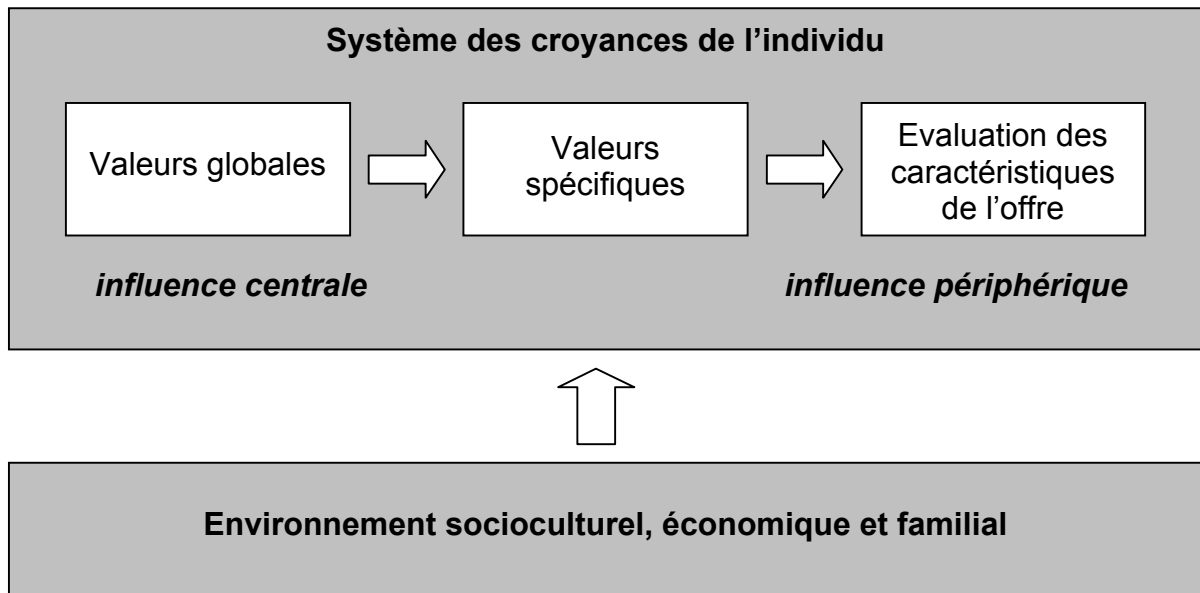 Système des croyances de l’individu
Valeurs globales
Valeurs
spécifiques
Evaluation des
caractéristiques
de l’offre
influence centrale
influence périphérique
Environnement socioculturel, économique et familial